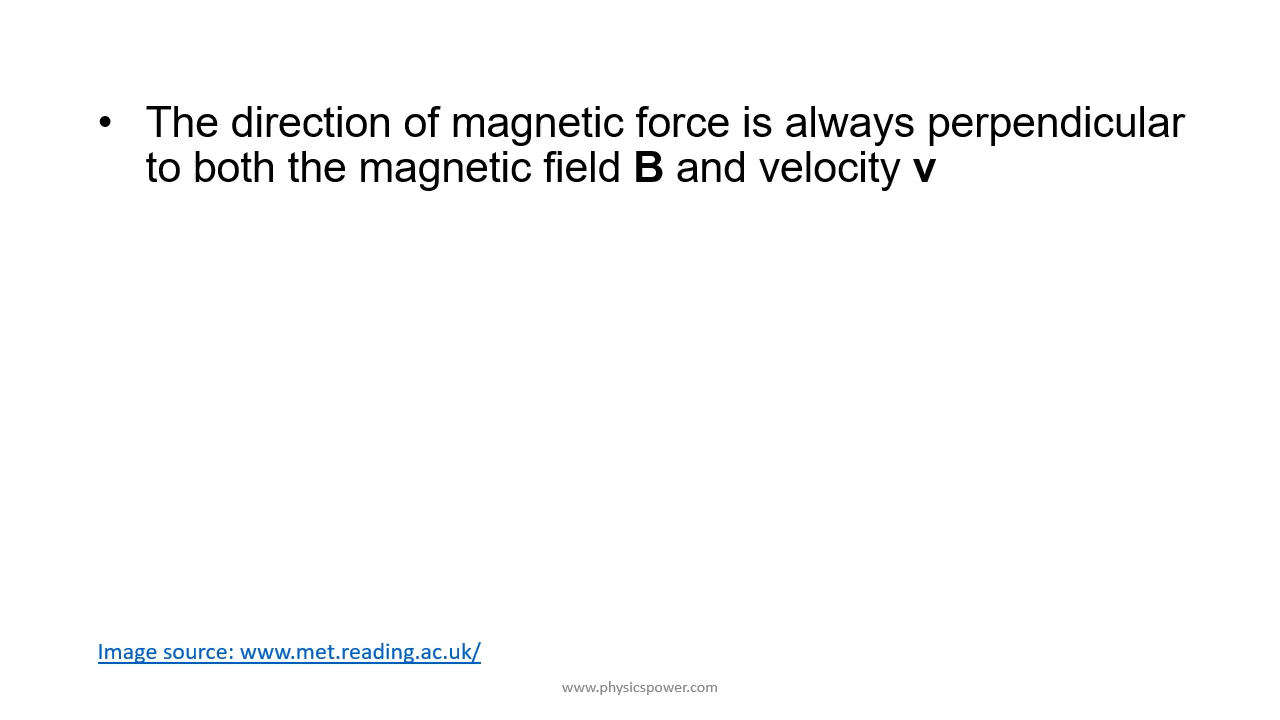 • The direction of magnetic force is always perpendicular
to both the magnetic field B and velocity v
Image source: www.met.reading.ac.uk/
www.physicspower.com